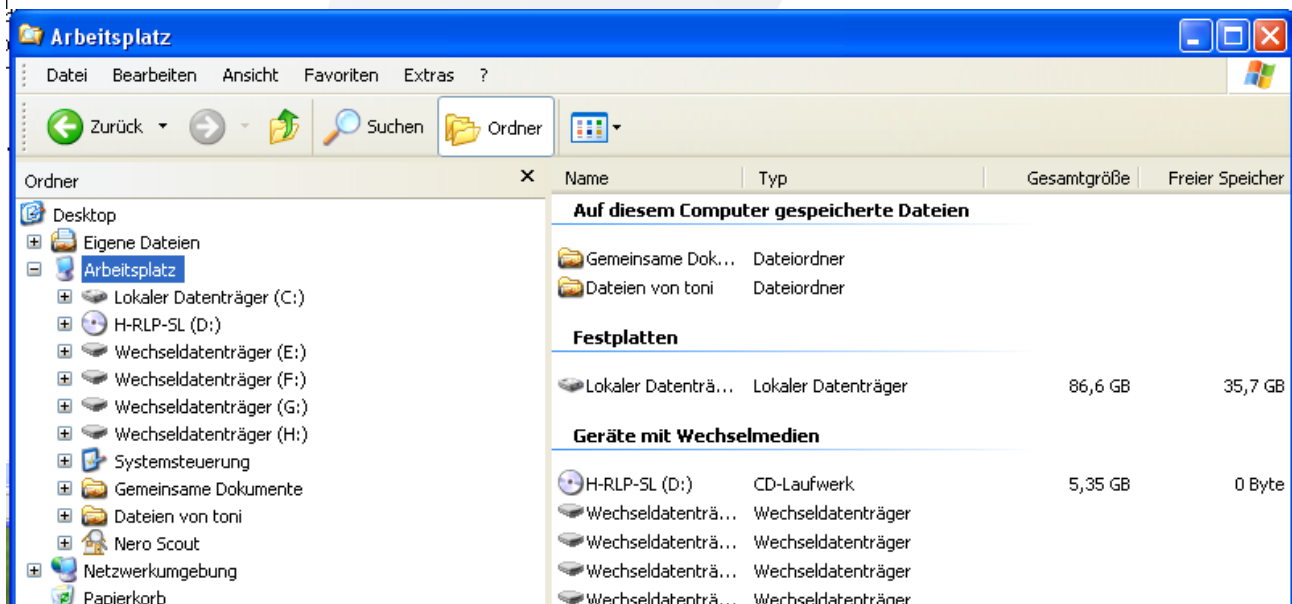 Arbeitsplatz
Datei Bearbeiten Ansicht Favoriten Extras ?
Zurück Suchen Ordner
Ordner
Desktop
Eigene Dateien
Arbeitsplatz
Lokaler Datenträger (C:)
H-RLP-SL (D:)
Wechseldatenträger (E:)
Wechseldatenträger (F:)
Wechseldatenträger (G:)
Wechseldatenträger (H:)
Systemsteuerung
Gemeinsame Dokumente
Dateien von toni
Nero Scout
Netzwerkumgebung
Papierkorb
Name Typ Gesamtgröße Freier Speicher
Auf diesem Computer gespeicherte Dateien
Gemeinsame Dok... Dateiordner
Dateien von toni Dateiordner
Festplatten
Lokaler Datenträ... Lokaler Datenträger 86,6 GB 35,7 GB
Geräte mit Wechselmedien
H-RLP-SL (D:) CD-Laufwerk 5,35 GB 0 Byte
Wechseldatenträ... Wechseldatenträger
Wechseldatenträ... Wechseldatenträger
Wechseldatenträ... Wechseldatenträger
Wechseldatenträ... Wechseldatenträger